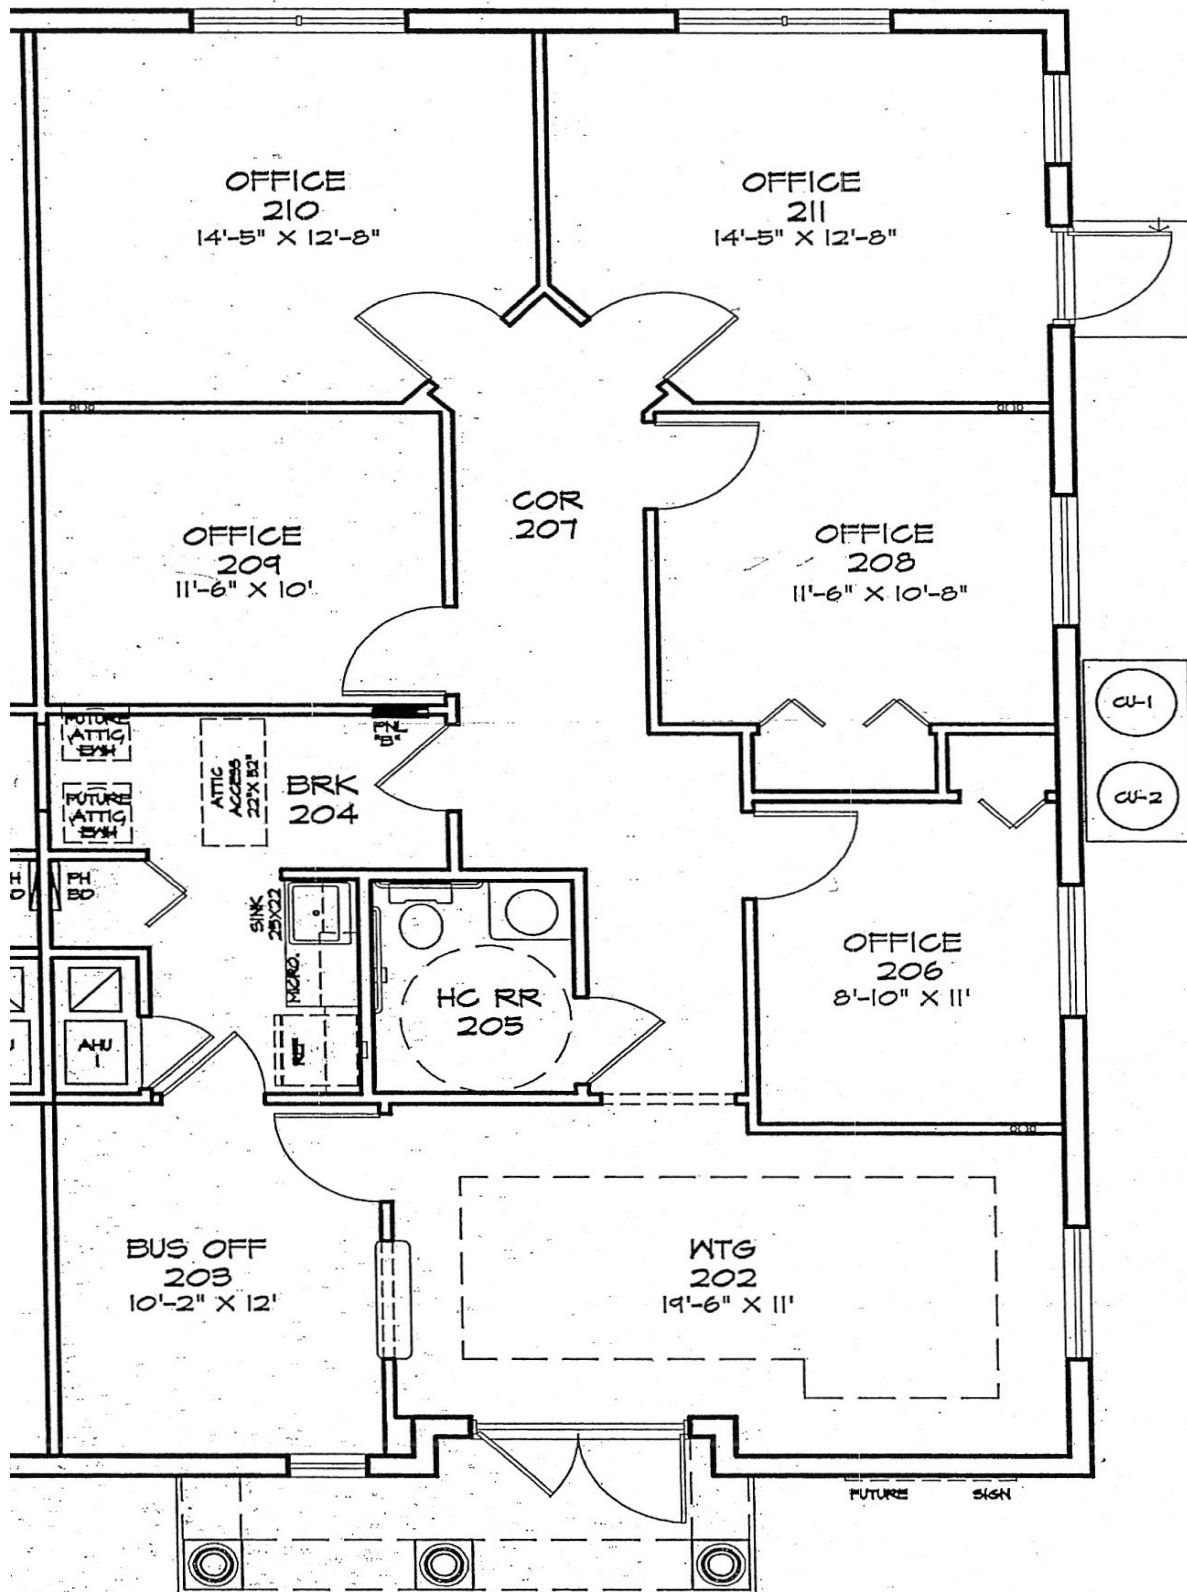 OFFICE
210
14'-5" X 12'-8"
OFFICE
211
14'-5" X 12'-8"
OFFICE
209
11'-6" X 10'
COR
207
OFFICE
208
11'-6" X 10'-8"
CU-1
CU-2
FUTURE
ATTIC
EWH
FUTURE
ATTIC
EWH
ATTIC
ACCESS
22"X 52"
PNL
"B"
BRK
204
PH
BD
SINK
25X22
MICRO.
REF
HC RR
205
AHU
1
OFFICE
206
8'-10" X 11'
BUS OFF
203
10'-2" X 12'
WTG
202
19'-6" X 11'
FUTURE SIGN